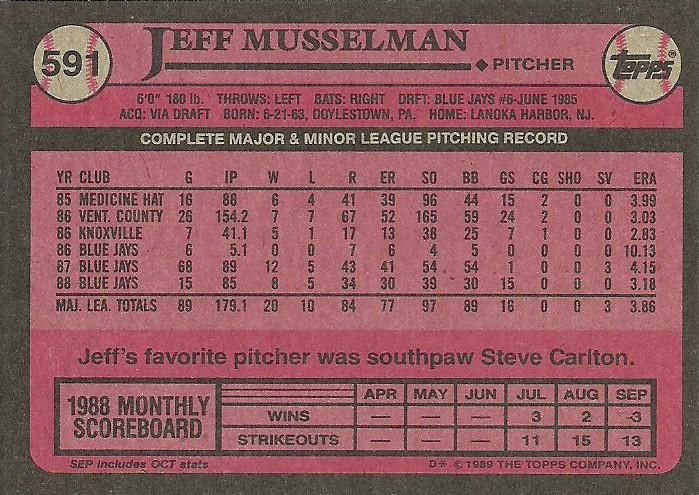 591
JEFF MUSSELMAN
◆ PITCHER
Topps®
6'0" 180 lb. THROWS: LEFT BATS: RIGHT DRFT: BLUE JAYS #6-JUNE 1985
ACQ: VIA DRAFT BORN: 6-21-63, DOYLESTOWN, PA. HOME: LANOKA HARBOR, NJ.
COMPLETE MAJOR & MINOR LEAGUE PITCHING RECORD
YR CLUB G IP W L R ER SO BB GS CG SHO SV ERA
85 MEDICINE HAT 16 88 6 4 41 39 96 44 15 2 0 0 3.99
86 VENT. COUNTY 26 154.2 7 7 67 52 165 59 24 2 0 0 3.03
86 KNOXVILLE 7 41.1 5 1 17 13 38 25 7 1 0 0 2.83
86 BLUE JAYS 6 5.1 0 0 7 6 4 5 0 0 0 0 10.13
87 BLUE JAYS 68 89 12 5 43 41 54 54 1 0 0 3 4.15
88 BLUE JAYS 15 85 8 5 34 30 39 30 15 0 0 0 3.18
MAJ. LEA. TOTALS 89 179.1 20 10 84 77 97 89 16 0 0 3 3.86
Jeff's favorite pitcher was southpaw Steve Carlton.
1988 MONTHLY SCOREBOARD
APR MAY JUN JUL AUG SEP
WINS — — — 3 2 -3
STRIKEOUTS — — — 11 15 13
SEP includes OCT stats D* © 1989 THE TOPPS COMPANY, INC.